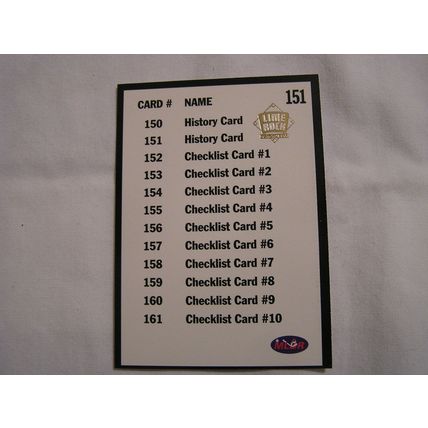 CARD # NAME 151
150 History Card
151 History Card
152 Checklist Card #1
153 Checklist Card #2
154 Checklist Card #3
155 Checklist Card #4
156 Checklist Card #5
157 Checklist Card #6
158 Checklist Card #7
159 Checklist Card #8
160 Checklist Card #9
161 Checklist Card #10
LIME
ROCK